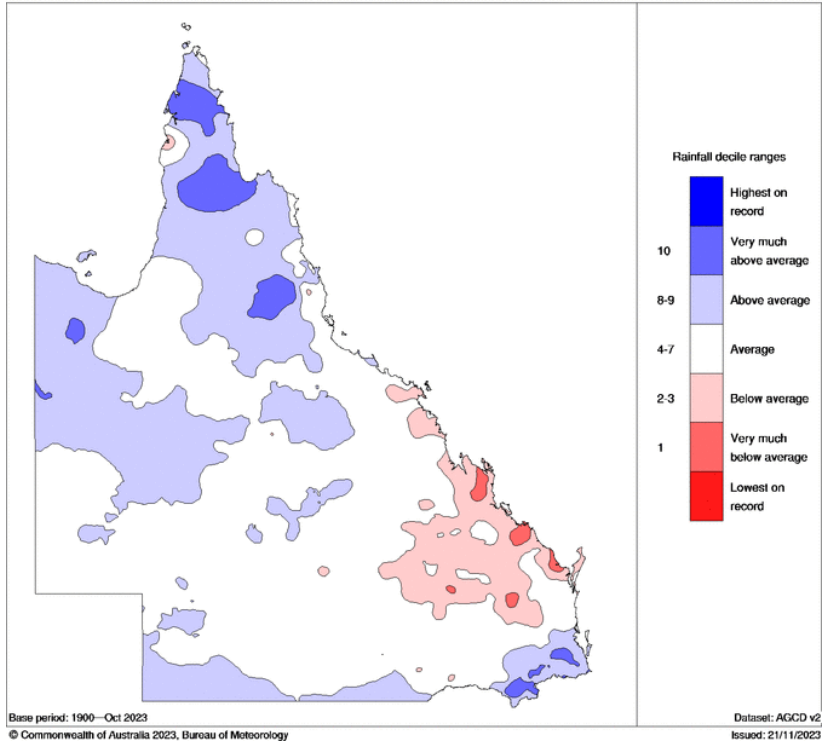 Rainfall decile ranges
Highest on
record
10
Very much
above average
8-9
Above average
4-7
Average
2-3
Below average
1
Very much
below average
Lowest on
record
Base period: 1900—Oct 2023
Dataset: AGCD v2
© Commonwealth of Australia 2023, Bureau of Meteorology
Issued: 21/11/2023